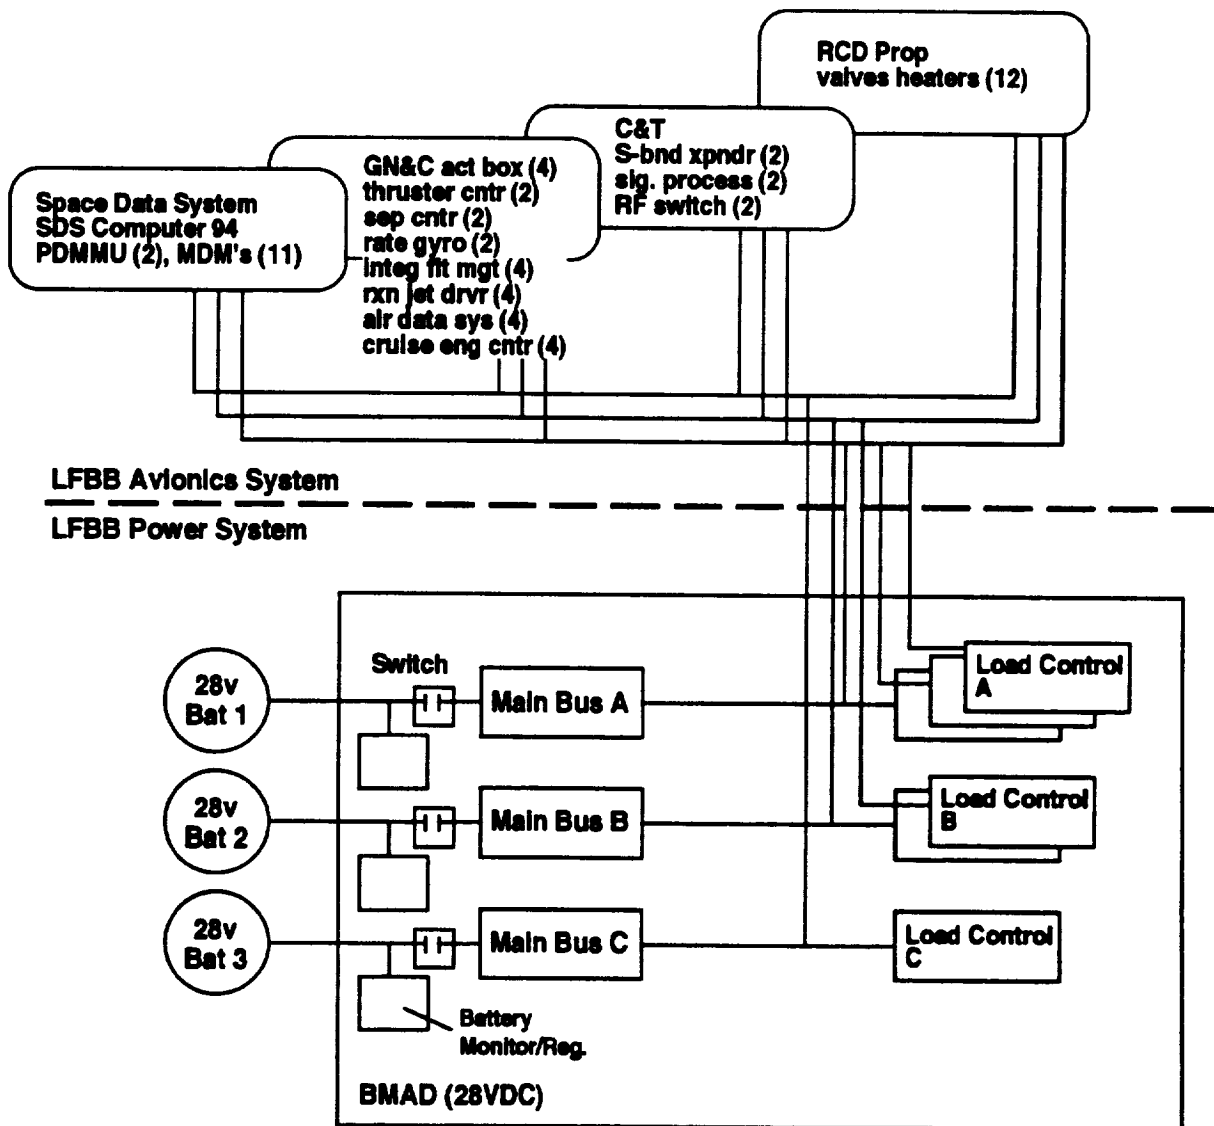 RCD Prop
valves heaters (12)
C&T
S-bnd xpndr (2)
sig. process (2)
RF switch (2)
GN&C act box (4)
thruster cntr (2)
sep cntr (2)
rate gyro (2)
integ flt mgt (4)
rxn jet drvr (4)
air data sys (4)
cruise eng cntr (4)
Space Data System
SDS Computer 94
PDMMU (2), MDM's (11)
LFBB Avionics System
LFBB Power System
28v
Bat 1
Switch
Main Bus A
Load Control
A
28v
Bat 2
Main Bus B
Load Control
B
28v
Bat 3
Main Bus C
Load Control
C
Battery
Monitor/Reg.
BMAD (28VDC)